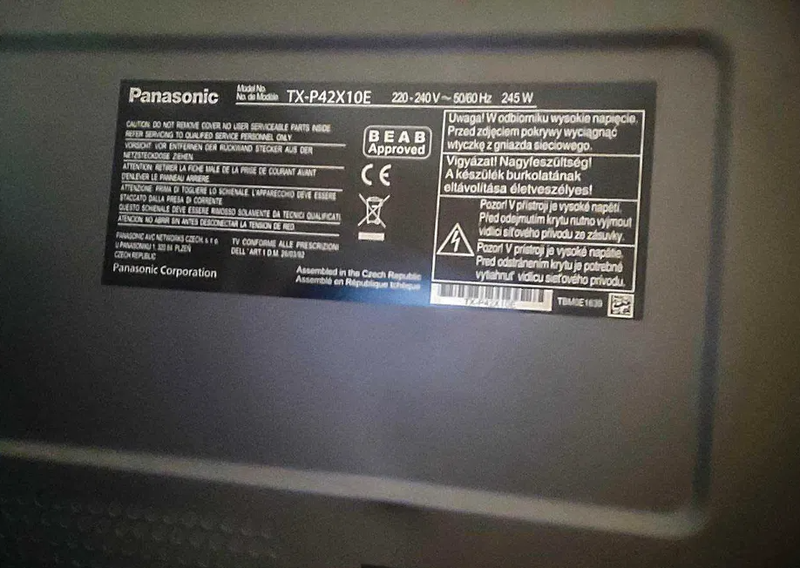 Panasonic
Model No.
No. de Modèle TX-P42X10E 220 - 240 V ~ 50/60 Hz 245 W
CAUTION: DO NOT REMOVE COVER. NO USER SERVICEABLE PARTS INSIDE.
REFER SERVICING TO QUALIFIED SERVICE PERSONNEL ONLY.
VORSICHT: VOR ENTFERNEN DER RÜCKWAND STECKER AUS DER
NETZSTECKDOSE ZIEHEN.
ATTENTION: RETIRER LA FICHE MALE DE LA PRISE DE COURANT AVANT
D'ENLEVER LE PANNEAU ARRIERE.
ATTENZIONE: PRIMA DI TOGLIERE LO SCHIENALE, L'APPARECCHIO DEVE ESSERE
STACCATO DALLA PRESA DI CORRENTE.
QUESTO SCHIENALE DEVE ESSERE RIMOSSO SOLAMENTE DA TECNICI QUALIFICATI.
ATENCION: NO ABRIR SIN ANTES DESCONECTAR LA TENSION DE RED.
PANASONIC AVC NETWORKS CZECH, s. r. o.
U PANASONIKU 1, 320 84 PLZEŇ
CZECH REPUBLIC
TV CONFORME ALLE PRESCRIZIONI
DELL' ART 1 D.M. 26/03/92
Panasonic Corporation
Assembled in the Czech Republic
Assemblé en République tchèque
BEAB
Approved
CE
Uwaga! W odbiorniku wysokie napięcie.
Przed zdjęciem pokrywy wyciągnąć
wtyczkę z gniazda sieciowego.
Vigyázat! Nagyfeszültség!
A készülék burkolatának
eltávolítása életveszélyes!
Pozor! V přístroji je vysoké napětí.
Před odejmutím krytu nutno vyjmout
vidlici síťového přívodu ze zásuvky.
Pozor! V prístroji je vysoké napätie.
Pred odstránením krytu je potrebné
vytiahnuť vidlicu sieťového prívodu.
TX-P42X10E
TBM0E1639